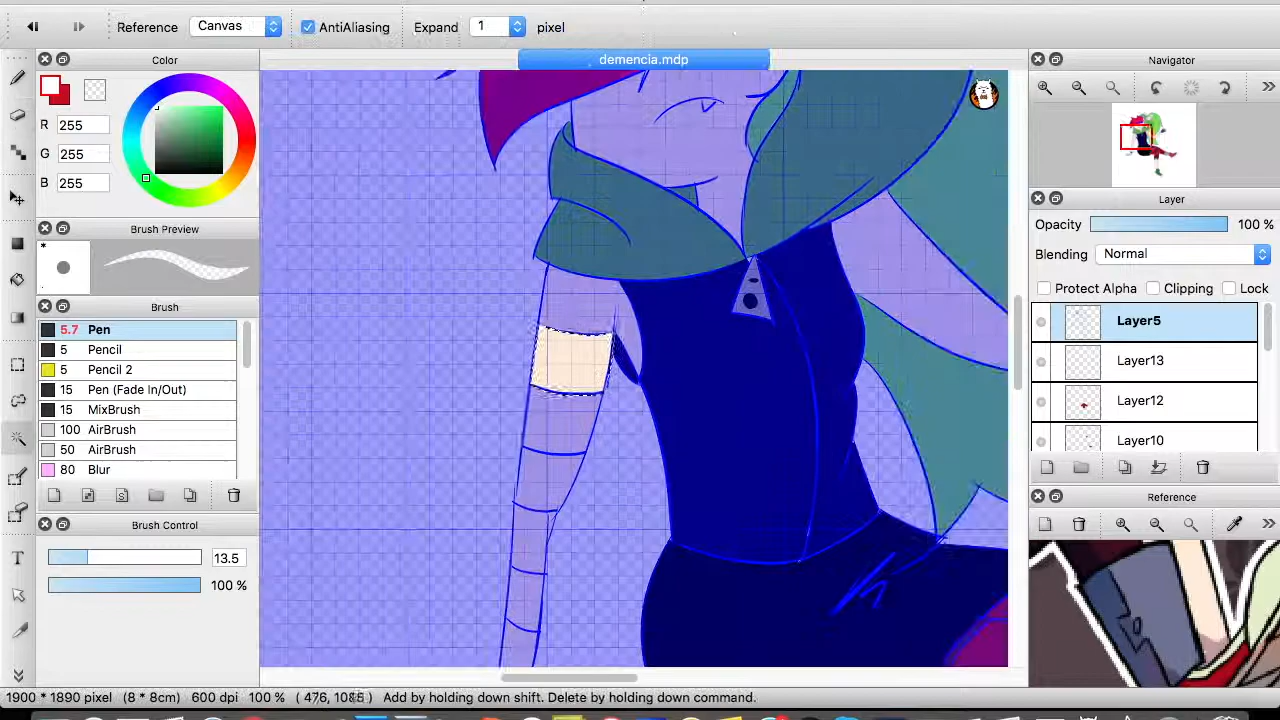 Reference Canvas AntiAliasing Expand 1 pixel
Color
demencia.mdp
Navigator
R 255
G 255
B 255
Layer
Opacity 100 %
Brush Preview
Blending Normal
*
Protect Alpha Clipping Lock
Brush
Layer5
5.7 Pen
5 Pencil
Layer13
5 Pencil 2
15 Pen (Fade In/Out)
Layer12
15 MixBrush
100 AirBrush
Layer10
50 AirBrush
80 Blur
S
Reference
Brush Control
13.5
T
100 %
1900 * 1890 pixel (8 * 8cm) 600 dpi 100 % ( 476, 1085 ) Add by holding down shift. Delete by holding down command.